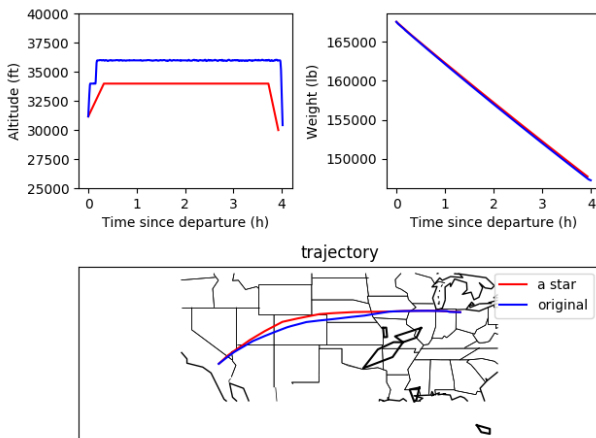 40000
37500
35000
32500
30000
27500
25000
Altitude (ft)
0 1 2 3 4
Time since departure (h)
165000
160000
155000
150000
Weight (lb)
0 1 2 3 4
Time since departure (h)
trajectory
a star
original